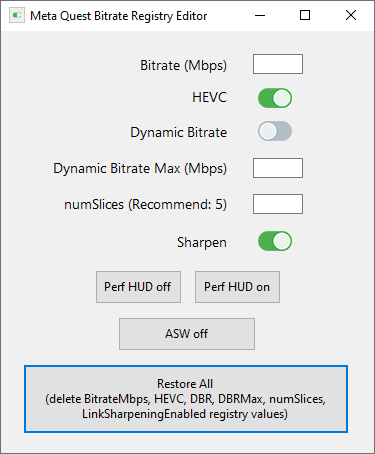 Meta Quest Bitrate Registry Editor
Bitrate (Mbps)
HEVC
Dynamic Bitrate
Dynamic Bitrate Max (Mbps)
numSlices (Recommend: 5)
Sharpen
Perf HUD off
Perf HUD on
ASW off
Restore All
(delete BitrateMbps, HEVC, DBR, DBRMax, numSlices,
LinkSharpeningEnabled registry values)